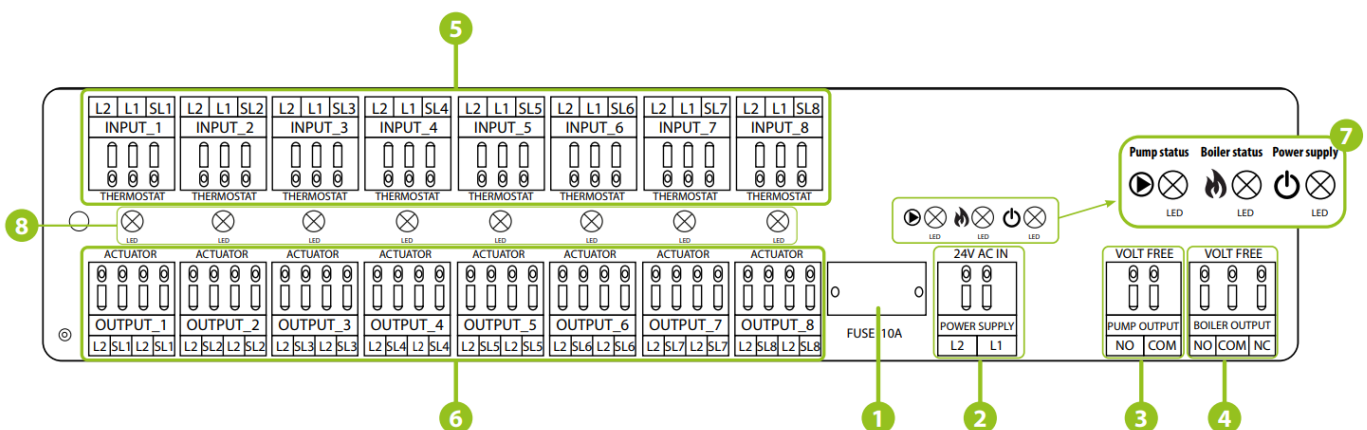 5
L2 L1 SL1 L2 L1 SL2 L2 L1 SL3 L2 L1 SL4 L2 L1 SL5 L2 L1 SL6 L2 L1 SL7 L2 L1 SL8
INPUT_1 INPUT_2 INPUT_3 INPUT_4 INPUT_5 INPUT_6 INPUT_7 INPUT_8
THERMOSTAT THERMOSTAT THERMOSTAT THERMOSTAT THERMOSTAT THERMOSTAT THERMOSTAT THERMOSTAT
7
Pump status Boiler status Power supply
LED LED LED
8
LED LED LED LED LED LED LED LED
LED LED LED
ACTUATOR ACTUATOR ACTUATOR ACTUATOR ACTUATOR ACTUATOR ACTUATOR ACTUATOR
24V AC IN VOLT FREE VOLT FREE
OUTPUT_1 OUTPUT_2 OUTPUT_3 OUTPUT_4 OUTPUT_5 OUTPUT_6 OUTPUT_7 OUTPUT_8
FUSE 10A POWER SUPPLY PUMP OUTPUT BOILER OUTPUT
L2 SL1 L2 SL1 L2 SL2 L2 SL2 L2 SL3 L2 SL3 L2 SL4 L2 SL4 L2 SL5 L2 SL5 L2 SL6 L2 SL6 L2 SL7 L2 SL7 L2 SL8 L2 SL8
L2 L1 NO COM NO COM NC
6 1 2 3 4